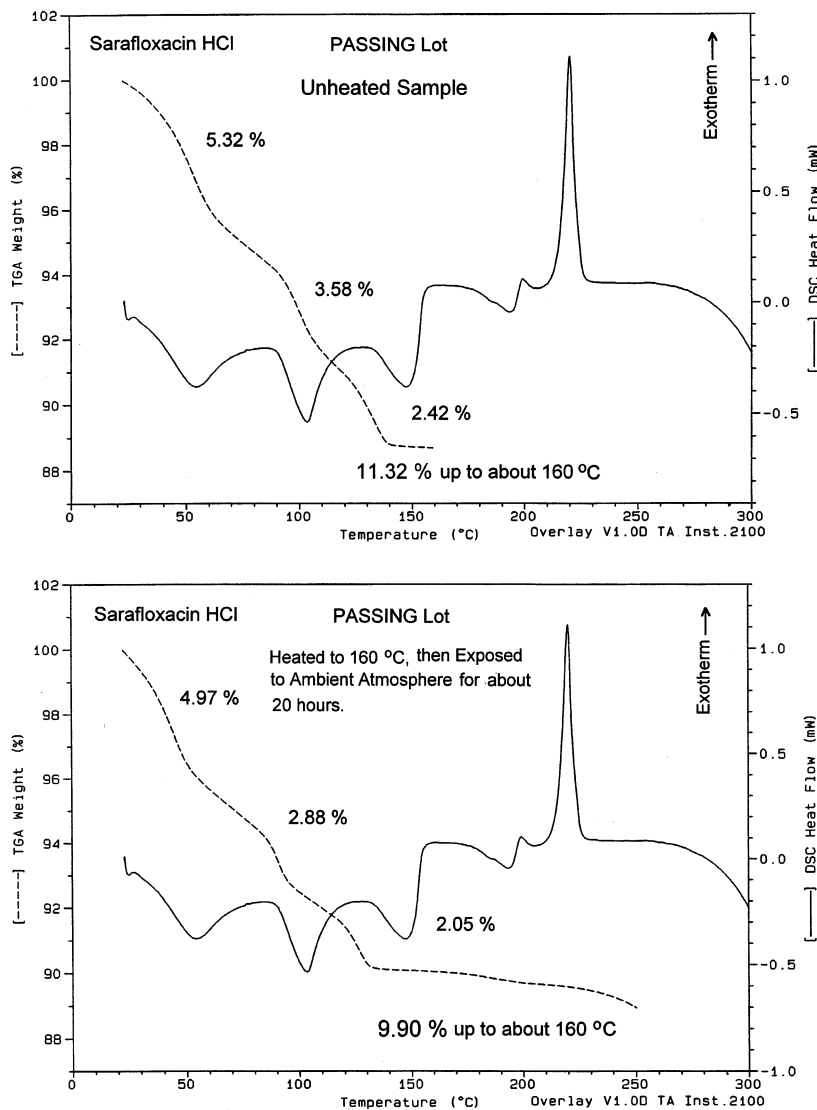 102
Sarafloxacin HCl
PASSING Lot
Unheated Sample
Exotherm
100
98
96
94
92
90
88
[-----] TGA Weight (%)
5.32 %
3.58 %
2.42 %
11.32 % up to about 160 ºC
1.0
0.5
0.0
-0.5
[——] DSC Heat Flow (mW)
0
50
100
150
200
250
300
Temperature (°C)
Overlay V1.0D TA Inst.2100
102
Sarafloxacin HCl
PASSING Lot
Heated to 160 ºC, then Exposed
to Ambient Atmosphere for about
20 hours.
Exotherm
100
98
96
94
92
90
88
[-----] TGA Weight (%)
4.97 %
2.88 %
2.05 %
9.90 % up to about 160 ºC
1.0
0.5
0.0
-0.5
-1.0
[——] DSC Heat Flow (mW)
0
50
100
150
200
250
300
Temperature (°C)
Overlay V1.0D TA Inst.2100